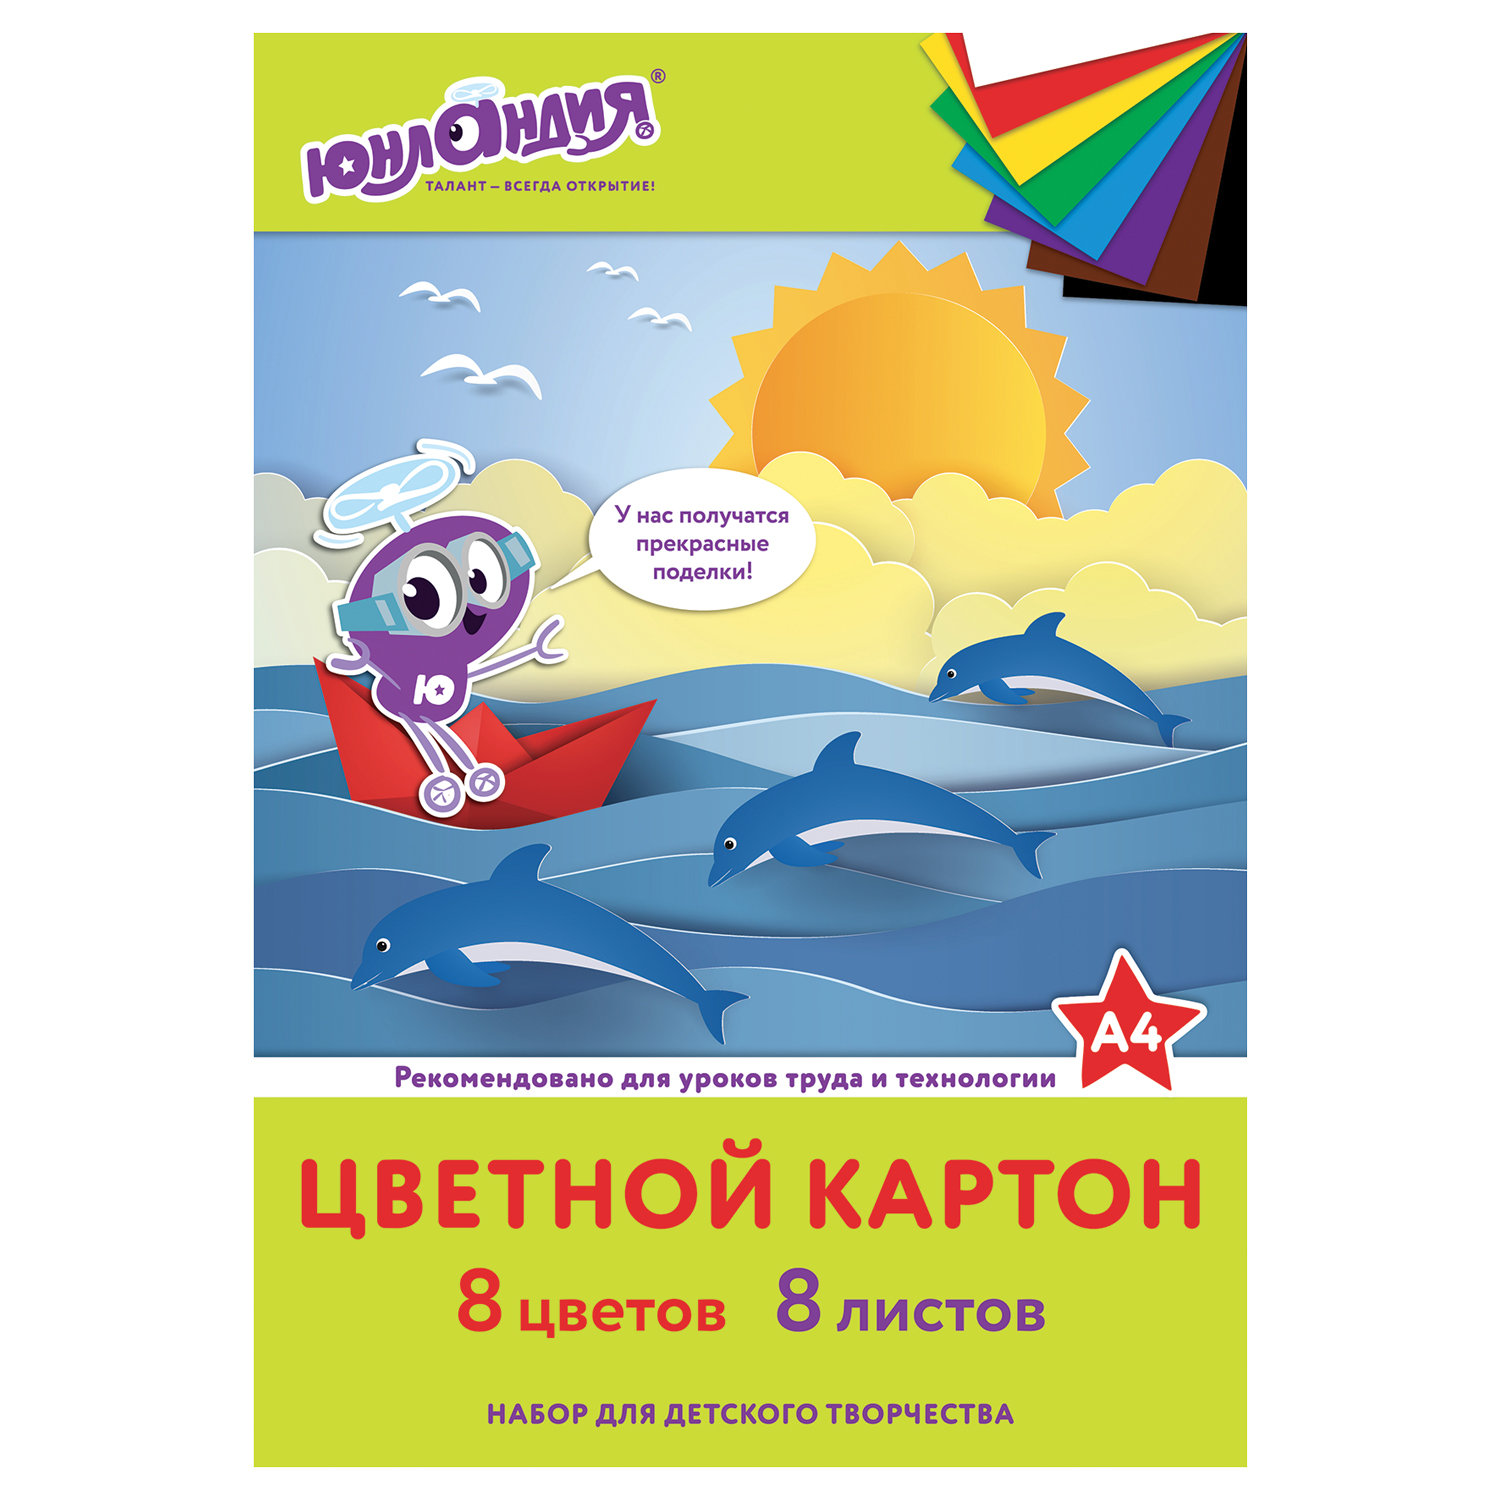 ЮНЛАНДИЯ®
ТАЛАНТ – ВСЕГДА ОТКРЫТИЕ!
У нас получатся
прекрасные
поделки!
Ю
А4
Рекомендовано для уроков труда и технологии
ЦВЕТНОЙ КАРТОН
8 цветов 8 листов
НАБОР ДЛЯ ДЕТСКОГО ТВОРЧЕСТВА